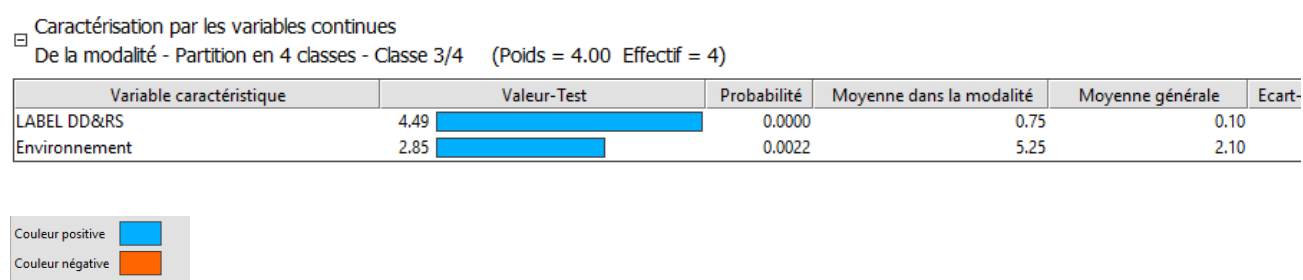 Caractérisation par les variables continues
De la modalité - Partition en 4 classes - Classe 3/4 (Poids = 4.00 Effectif = 4)
Variable caractéristique Valeur-Test Probabilité Moyenne dans la modalité Moyenne générale Ecart-
LABEL DD&RS 4.49 0.0000 0.75 0.10
Environnement 2.85 0.0022 5.25 2.10
Couleur positive
Couleur négative